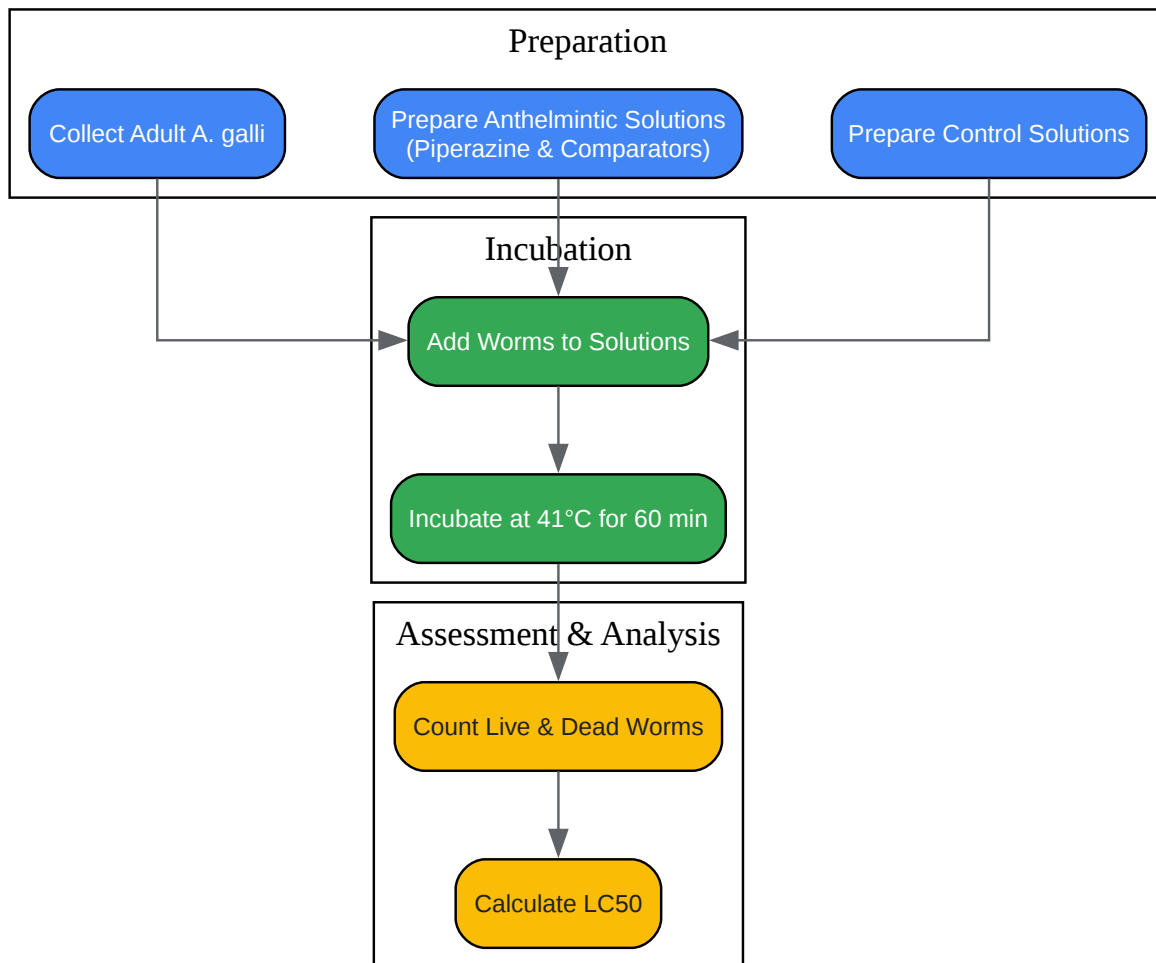 Preparation
Collect Adult A. galli
Prepare Anthelmintic Solutions
(Piperazine & Comparators)
Prepare Control Solutions
Incubation
Add Worms to Solutions
Incubate at 41°C for 60 min
Assessment & Analysis
Count Live & Dead Worms
Calculate LC50